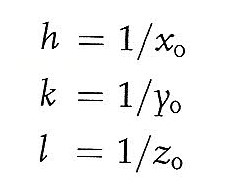 h = 1/x₀
k = 1/y₀
l = 1/z₀